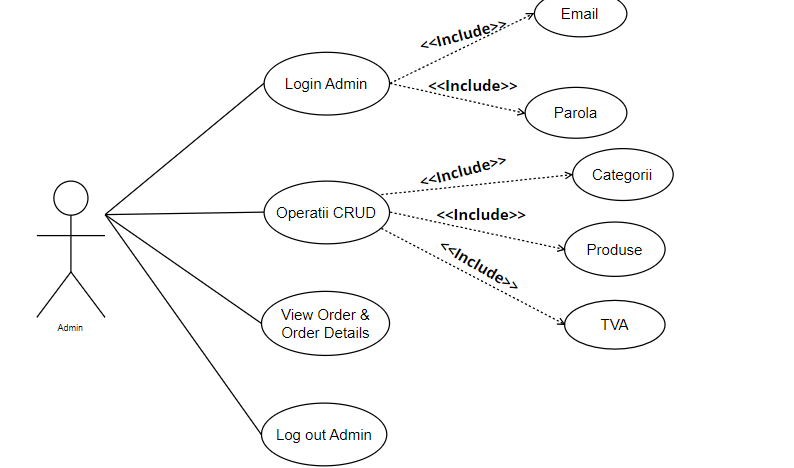 Email
<<Include>>
Login Admin
<<Include>>
Parola
<<Include>>
Categorii
Operatii CRUD
<<Include>>
Produse
<<Include>>
Admin
View Order &
Order Details
TVA
Log out Admin